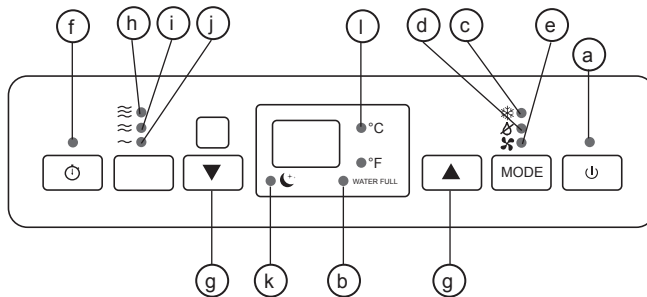 f h i j l d c e a
°C
°F
WATER FULL
MODE
g k b g